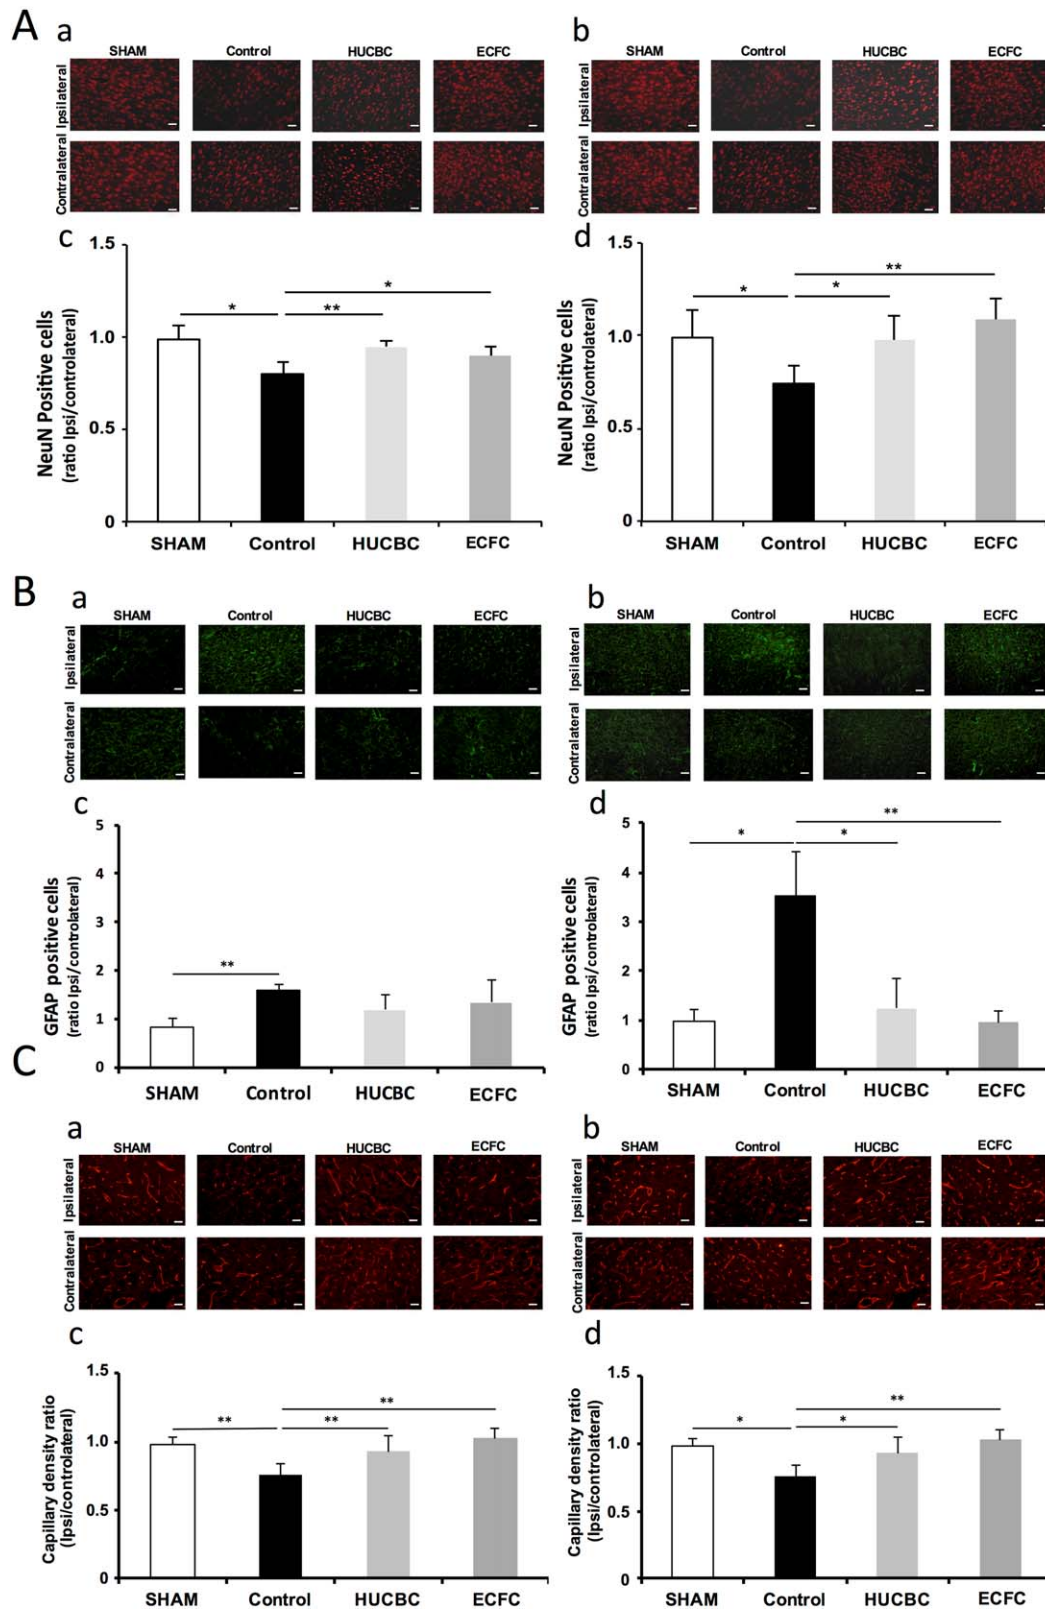 A
a
b
SHAM Control HUCBC ECFC
SHAM Control HUCBC ECFC
Ipsilateral
Ipsilateral
Contralateral
Contralateral
c
d
NeuN Positive cells
(ratio Ipsi/controlateral)
1.5
1.0
0.5
0
*
**
*
SHAM Control HUCBC ECFC
NeuN Positive cells
(ratio Ipsi/controlateral)
1.5
1.0
0.5
0
*
*
**
SHAM Control HUCBC ECFC
B
a
b
SHAM Control HUCBC ECFC
SHAM Control HUCBC ECFC
Ipsilateral
Ipsilateral
Contralateral
Contralateral
c
d
GFAP positive cells
(ratio Ipsi/controlateral)
5
4
3
2
1
0
**
SHAM Control HUCBC ECFC
GFAP positive cells
(ratio Ipsi/controlateral)
5
4
3
2
1
0
*
*
**
SHAM Control HUCBC ECFC
C
a
b
SHAM Control HUCBC ECFC
SHAM Control HUCBC ECFC
Ipsilateral
Ipsilateral
Contralateral
Contralateral
c
d
Capillary density ratio
(Ipsi/controlateral)
1.5
1.0
0.5
0
**
**
**
SHAM Control HUCBC ECFC
Capillary density ratio
(Ipsi/controlateral)
1.5
1.0
0.5
0
*
*
**
SHAM Control HUCBC ECFC